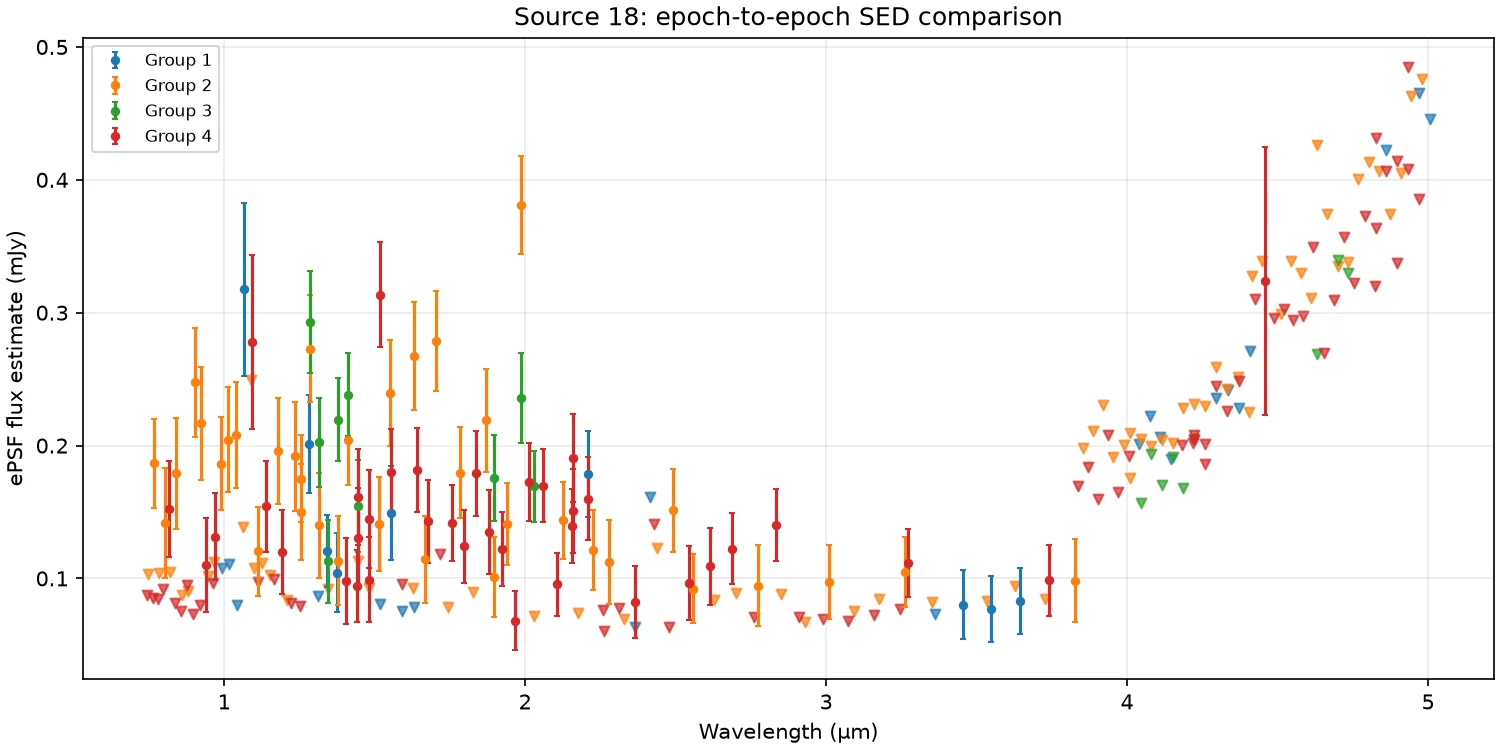 Source 18: epoch-to-epoch SED comparison
ePSF flux estimate (mJy)
0.5
0.4
0.3
0.2
0.1
Group 1
Group 2
Group 3
Group 4
1 2 3 4 5
Wavelength (μm)